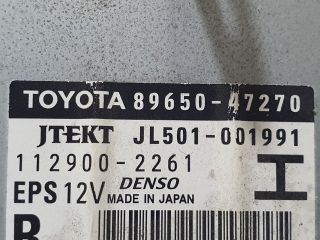 TOYOTA 89650-47270
JTEKT JL501-001991
112900-2261 H
EPS 12V DENSO MADE IN JAPAN
B